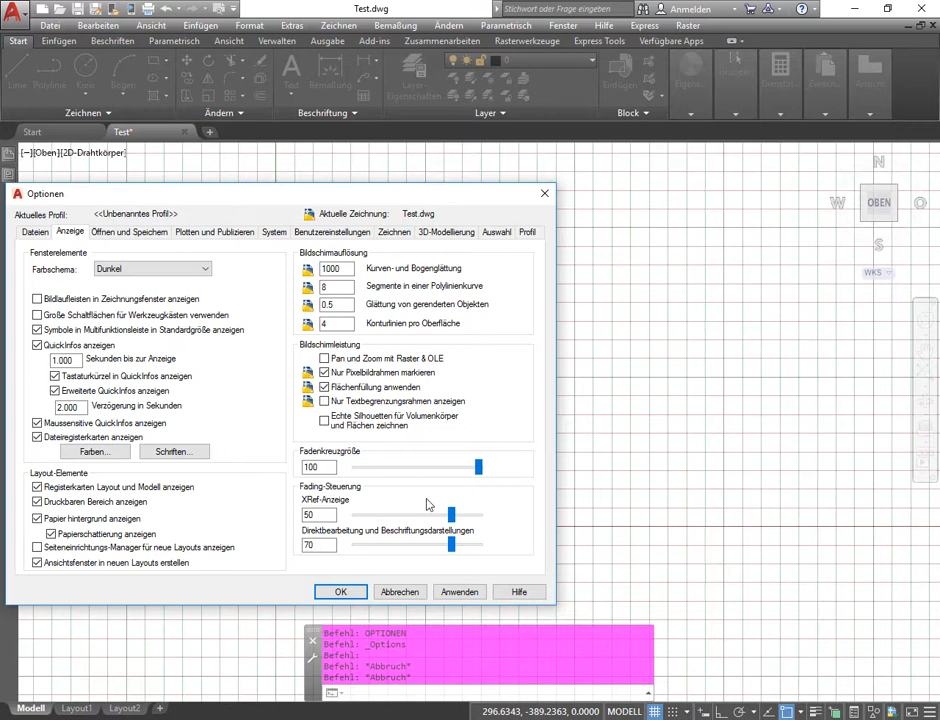 Test.dwg
Stichwort oder Frage eingeben
Anmelden
Datei Bearbeiten Ansicht Einfügen Format Extras Zeichnen Bemaßung Ändern Parametrisch Fenster Hilfe Express Raster
Start Einfügen Beschriften Parametrisch Ansicht Verwalten Ausgabe Add-ins Zusammenarbeiten Rasterwerkzeuge Express Tools Verfügbare Apps
Linie Polylinie Kreis Bogen
Text Bemaßung
Layer-
Eigenschaften
0
Einfügen
Zeichnen Ändern Beschriftung Layer Block
Start Test*
[−][Oben][2D-Drahtkörper]
N
W OBEN O
S
WKS
Optionen
Aktuelles Profil: <<Unbenanntes Profil>> Aktuelle Zeichnung: Test.dwg
Dateien Anzeige Öffnen und Speichern Plotten und Publizieren System Benutzereinstellungen Zeichnen 3D-Modellierung Auswahl Profil
Fensterelemente
Farbschema: Dunkel
Bildlaufleisten in Zeichnungsfenster anzeigen
Große Schaltflächen für Werkzeugkästen verwenden
Symbole in Multifunktionsleiste in Standardgröße anzeigen
QuickInfos anzeigen
1.000 Sekunden bis zur Anzeige
Tastaturkürzel in QuickInfos anzeigen
Erweiterte QuickInfos anzeigen
2.000 Verzögerung in Sekunden
Maussensitive QuickInfos anzeigen
Dateiregisterkarten anzeigen
Farben... Schriften...
Layout-Elemente
Registerkarten Layout und Modell anzeigen
Druckbaren Bereich anzeigen
Papier hintergrund anzeigen
Papierschattierung anzeigen
Seiteneinrichtungs-Manager für neue Layouts anzeigen
Ansichtsfenster in neuen Layouts erstellen
Bildschirmauflösung
1000 Kurven- und Bogenglättung
8 Segmente in einer Polylinienkurve
0.5 Glättung von gerenderten Objekten
4 Konturlinien pro Oberfläche
Bildschirmleistung
Pan und Zoom mit Raster & OLE
Nur Pixelbildrahmen markieren
Flächenfüllung anwenden
Nur Textbegrenzungsrahmen anzeigen
Echte Silhouetten für Volumenkörper
und Flächen zeichnen
Fadenkreuzgröße
100
Fading-Steuerung
XRef-Anzeige
50
Direktbearbeitung und Beschriftungsdarstellungen
70
OK Abbrechen Anwenden Hilfe
Befehl: OPTIONEN
Befehl: _Options
Befehl:
Befehl: *Abbruch*
Befehl: *Abbruch*
Modell Layout1 Layout2
296.6343, -389.2363, 0.0000 MODELL